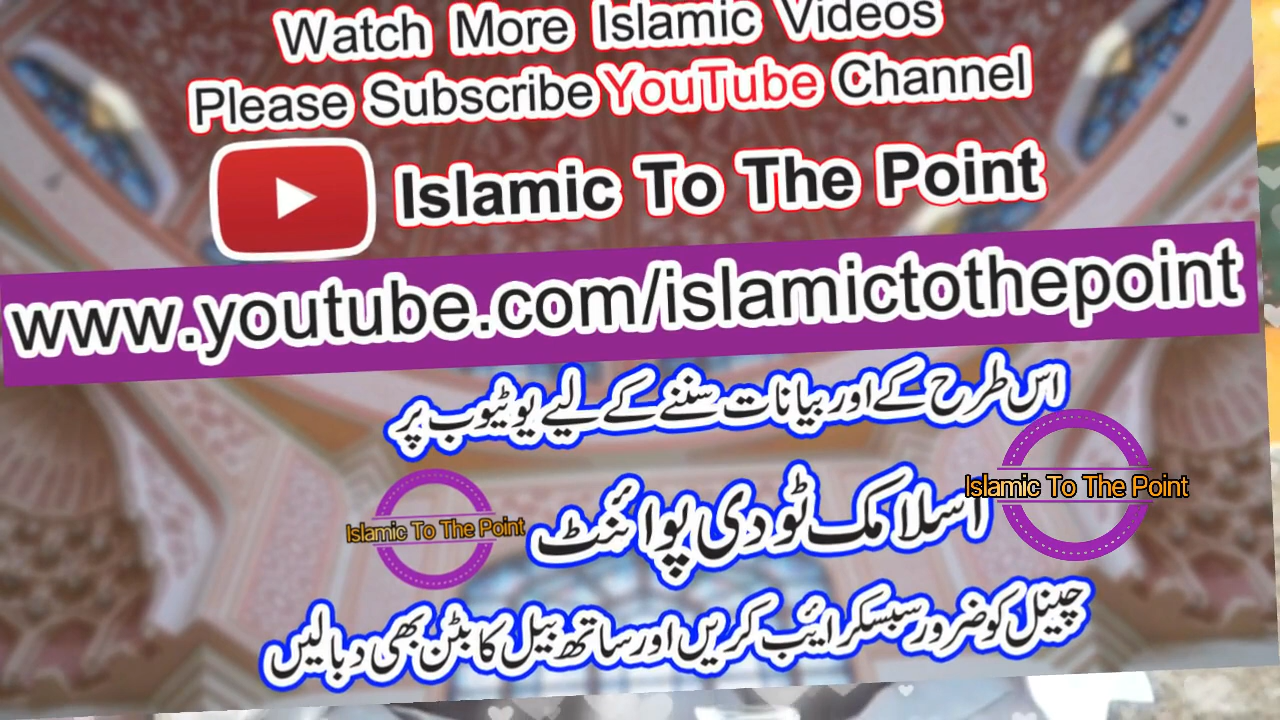 Watch More Islamic Videos
Please Subscribe YouTube Channel
Islamic To The Point
www.youtube.com/islamictothepoint
اس طرح کے اور بیانات سننے کے لیے یوٹیوب پر
اسلامک ٹو دی پوائنٹ
Islamic To The Point
Islamic To The Point
چینل کو ضرور سبسکرائب کریں اور ساتھ بیل کا بٹن بھی دبالیں